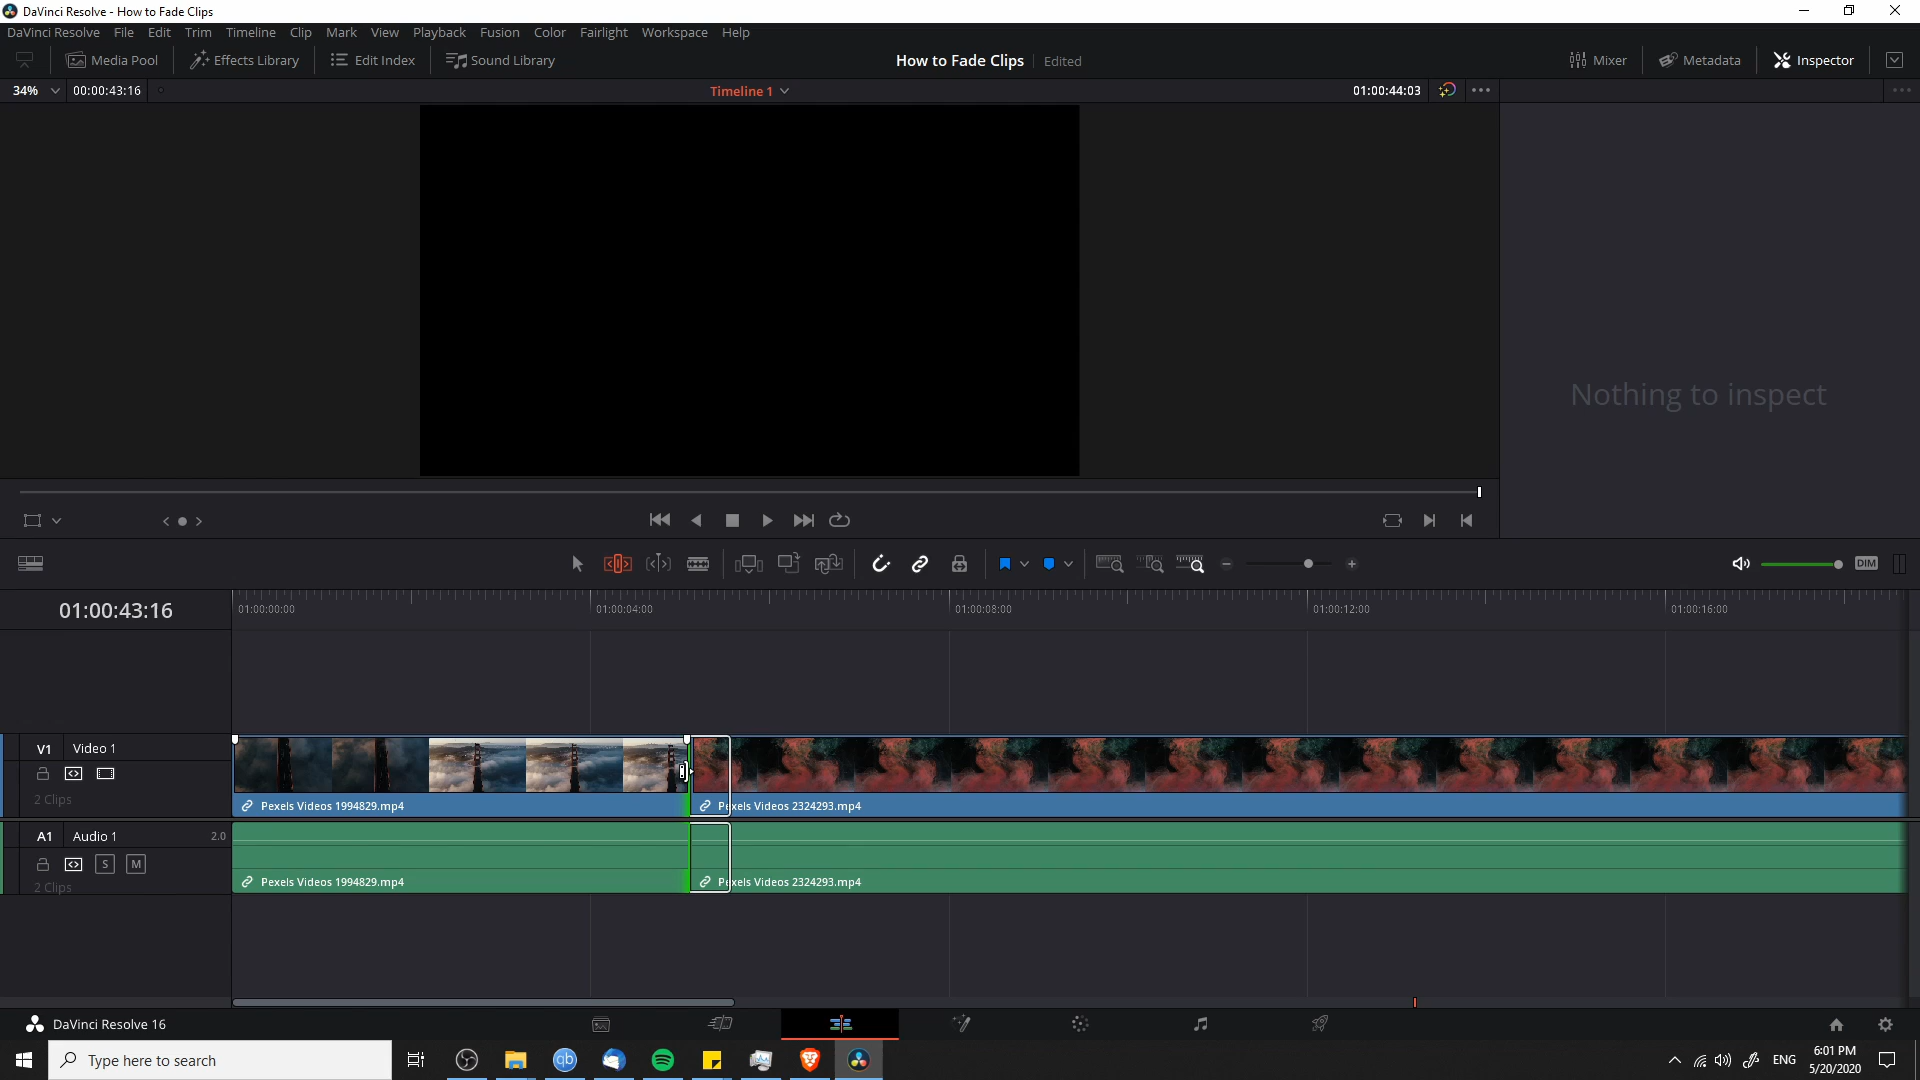 DaVinci Resolve - How to Fade Clips
DaVinci Resolve File Edit Trim Timeline Clip Mark View Playback Fusion Color Fairlight Workspace Help
Media Pool Effects Library Edit Index Sound Library How to Fade Clips Edited Mixer Metadata Inspector
34% 00:00:43:16 Timeline 1 01:00:44:03
Nothing to inspect
DIM
01:00:43:16 01:00:00:00 01:00:04:00 01:00:08:00 01:00:12:00 01:00:16:00
V1 Video 1
2 Clips
Pexels Videos 1994829.mp4 Pexels Videos 2324293.mp4
A1 Audio 1 2.0
S M
2 Clips
Pexels Videos 1994829.mp4 Pexels Videos 2324293.mp4
DaVinci Resolve 16
Type here to search
qb
ENG
6:01 PM
5/20/2020